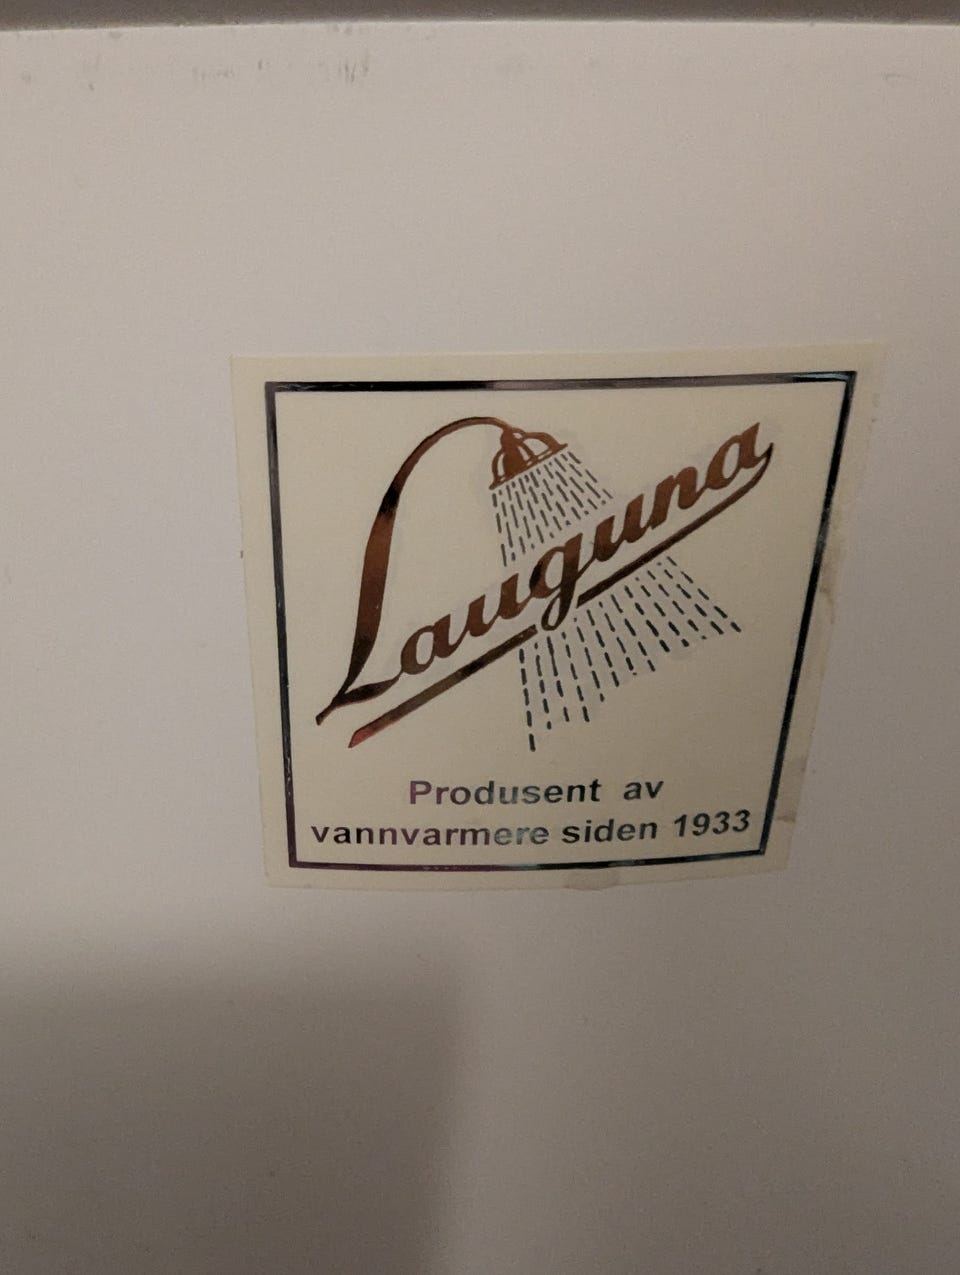 Lauguna
Produsent av
vannvarmere siden 1933